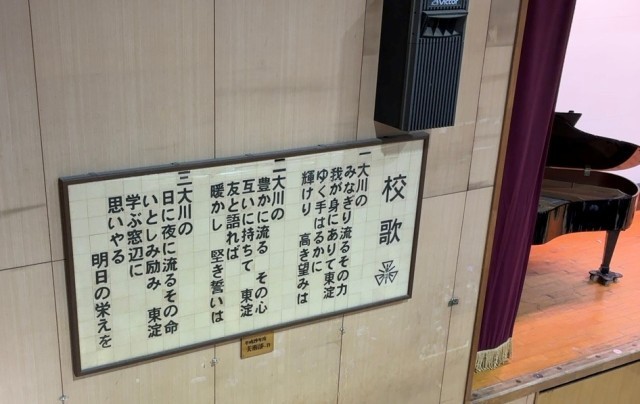 校歌
一 大川の
みなぎり流るその力
我が身にありて東淀
ゆく手はるかに
輝けり 高き望みは
二 大川の
豊かに流る その心
互いに持ちて 東淀
友と語れば
暖かし 堅き誓いは
三 大川の
日に夜に流るその命
いとしみ励み 東淀
学ぶ窓辺に
思いやる
明日の栄えを
Victor